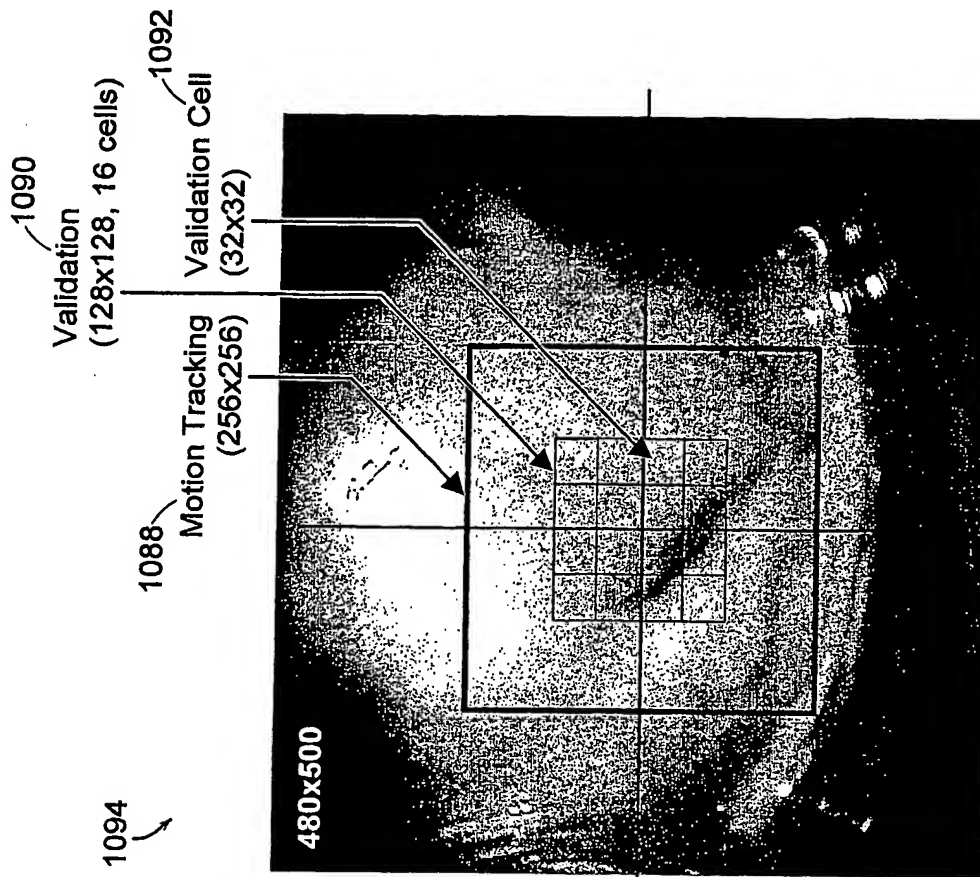 1090
Validation
(128x128, 16 cells)
1092
Validation Cell
(32x32)
1088
Motion Tracking
(256x256)
1094
480x500